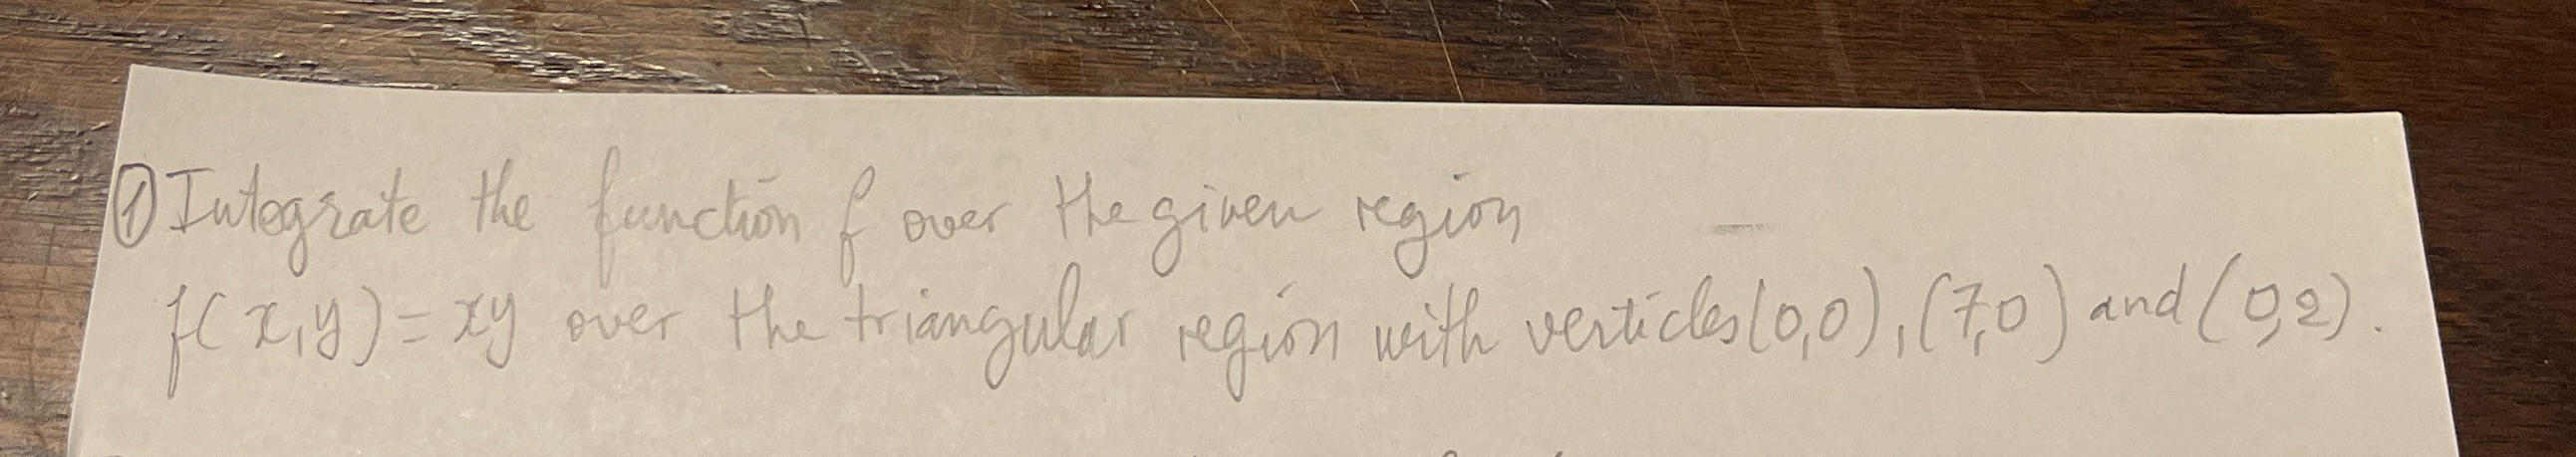 ① Integrate the function f over the given region
f(x,y) = xy over the triangular region with verticles (0,0), (7,0) and (0,2).